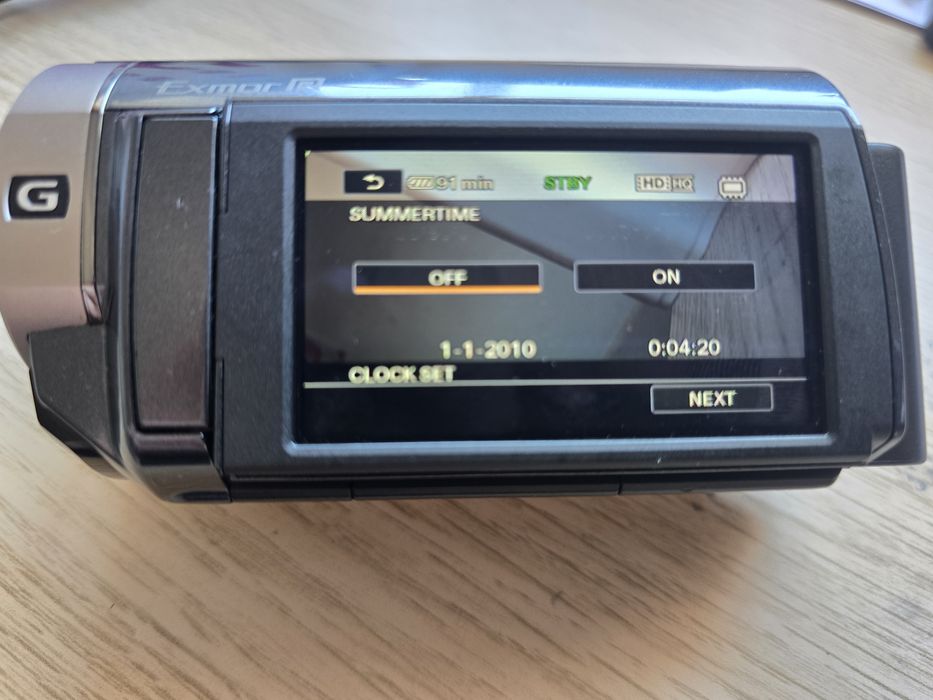 Exmor R
G
91 min STBY HD HQ
SUMMERTIME
OFF ON
1-1-2010 0:04:20
CLOCK SET
NEXT